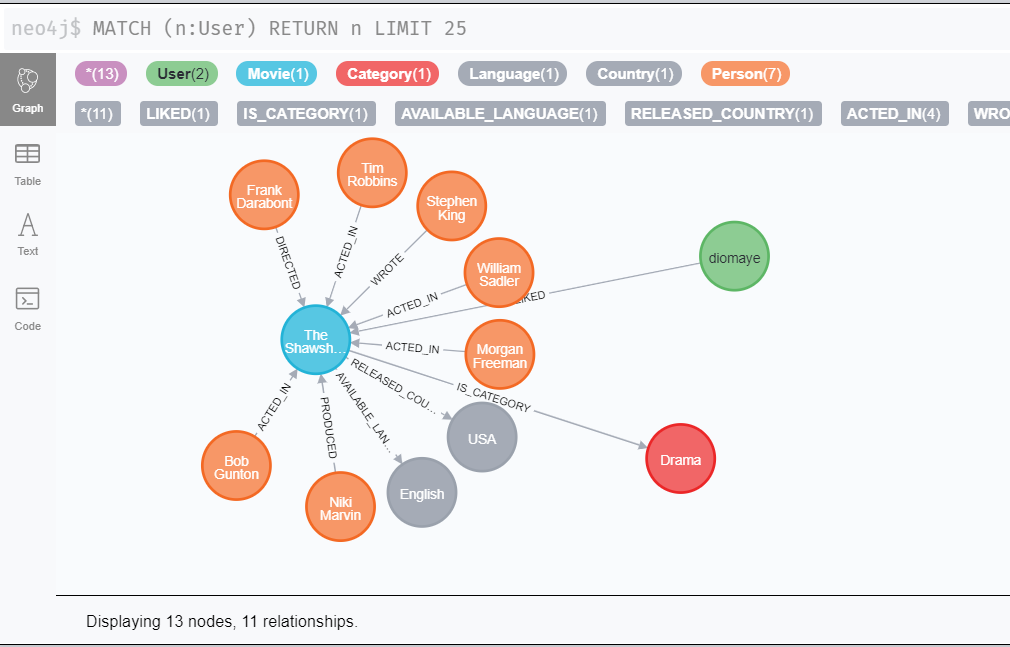 neo4j$ MATCH (n:User) RETURN n LIMIT 25
Graph
Table
Text
Code
*(13) User(2) Movie(1) Category(1) Language(1) Country(1) Person(7)
*(11) LIKED(1) IS_CATEGORY(1) AVAILABLE_LANGUAGE(1) RELEASED_COUNTRY(1) ACTED_IN(4) WRO
Tim
Robbins
Frank
Darabont
Stephen
King
DIRECTED
ACTED_IN
WROTE
William
Sadler
diomaye
ACTED_IN
IKED
The
Shawsh...
ACTED_IN
Morgan
Freeman
RELEASED_COU...
IS_CATEGORY
AVAILABLE_LAN...
ACTED_IN
PRODUCED
USA
Drama
Bob
Gunton
English
Niki
Marvin
Displaying 13 nodes, 11 relationships.